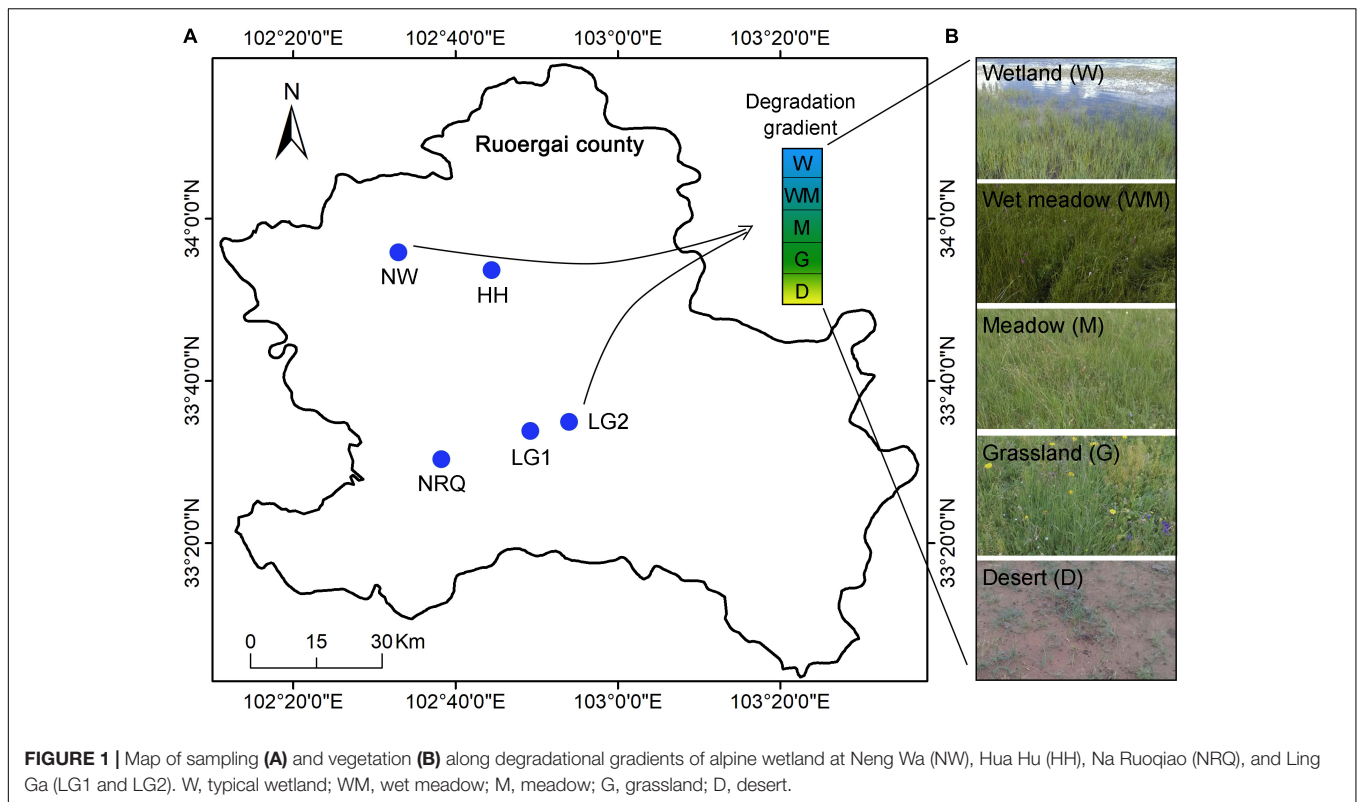 A
102°20'0"E
102°40'0"E
103°0'0"E
103°20'0"E
B
N
Ruoergai county
Degradation
gradient
W
WM
M
G
D
34°0'0"N
33°40'0"N
33°20'0"N
34°0'0"N
33°40'0"N
33°20'0"N
NW
HH
LG2
LG1
NRQ
0 15 30 Km
102°20'0"E
102°40'0"E
103°0'0"E
103°20'0"E
Wetland (W)
Wet meadow (WM)
Meadow (M)
Grassland (G)
Desert (D)
FIGURE 1 | Map of sampling (A) and vegetation (B) along degradational gradients of alpine wetland at Neng Wa (NW), Hua Hu (HH), Na Ruoqiao (NRQ), and Ling
Ga (LG1 and LG2). W, typical wetland; WM, wet meadow; M, meadow; G, grassland; D, desert.